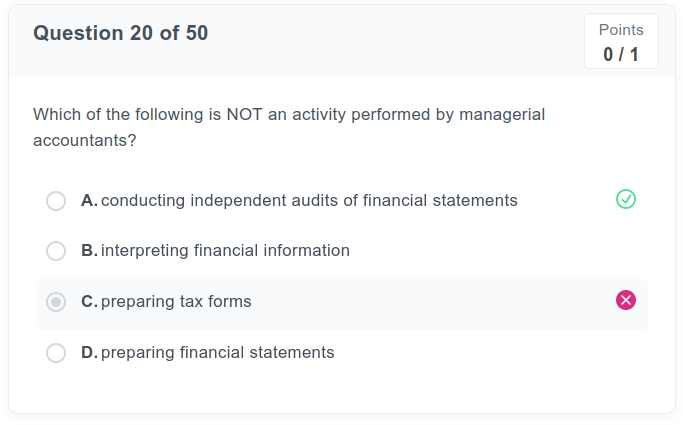 Question 20 of 50
Points
0 / 1
Which of the following is NOT an activity performed by managerial
accountants?
A. conducting independent audits of financial statements
B. interpreting financial information
C. preparing tax forms
D. preparing financial statements